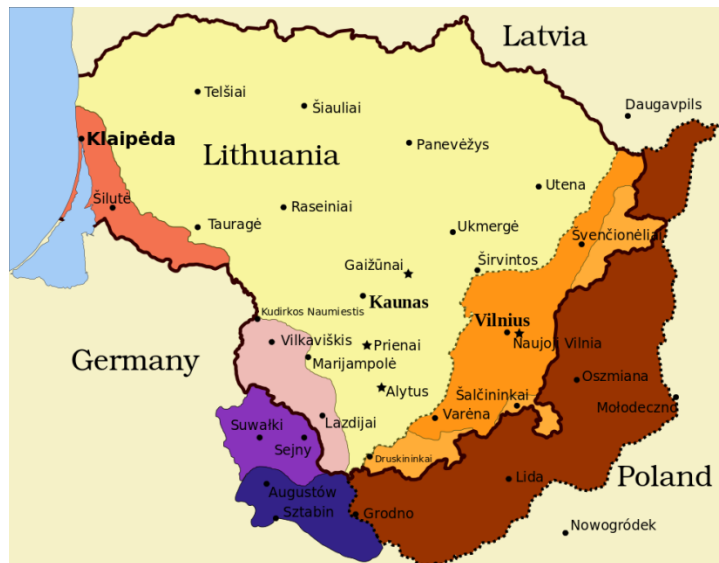 Latvia
Telšiai
Šiauliai
Daugavpils
Klaipėda
Panevėžys
Lithuania
Utena
Šilutė
Raseiniai
Tauragė
Ukmergė
Švenčionėliai
Gaižūnai
Širvintos
Kaunas
Kudirkos Naumiestis
Vilnius
Vilkaviškis
Prienai
Naujoji Vilnia
Germany
Marijampolė
Oszmiana
Alytus
Šalčininkai
Mołodeczno
Lazdijai
Varėna
Suwałki
Sejny
Druskininkai
Lida
Poland
Augustów
Sztabin
Grodno
Nowogródek